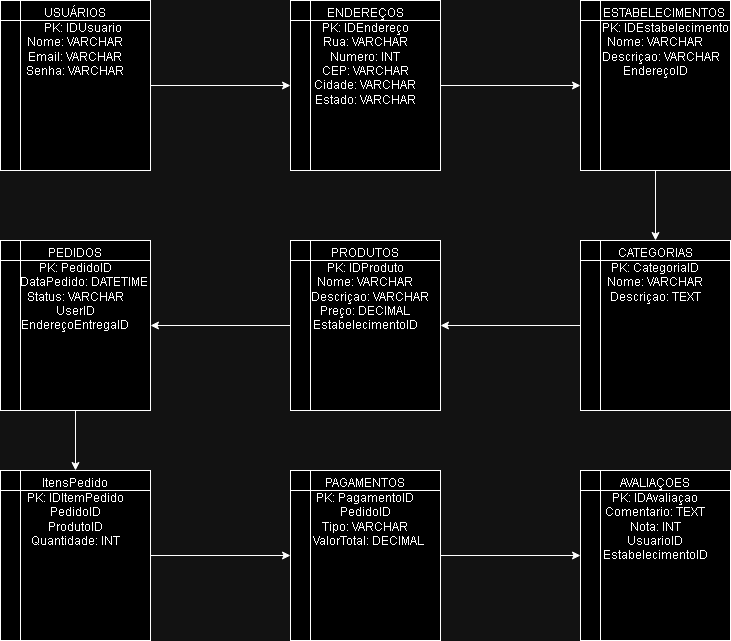 USUÁRIOS
PK: IDUsuario
Nome: VARCHAR
Email: VARCHAR
Senha: VARCHAR
ENDEREÇOS
PK: IDEndereço
Rua: VARCHAR
Numero: INT
CEP: VARCHAR
Cidade: VARCHAR
Estado: VARCHAR
ESTABELECIMENTOS
PK: IDEstabelecimento
Nome: VARCHAR
Descriçao: VARCHAR
EndereçoID
PEDIDOS
PK: PedidoID
DataPedido: DATETIME
Status: VARCHAR
UserID
EndereçoEntregaID
PRODUTOS
PK: IDProduto
Nome: VARCHAR
Descriçao: VARCHAR
Preço: DECIMAL
EstabelecimentoID
CATEGORIAS
PK: CategoriaID
Nome: VARCHAR
Descriçao: TEXT
ItensPedido
PK: IDItemPedido
PedidoID
ProdutoID
Quantidade: INT
PAGAMENTOS
PK: PagamentoID
PedidoID
Tipo: VARCHAR
ValorTotal: DECIMAL
AVALIAÇOES
PK: IDAvaliaçao
Comentario: TEXT
Nota: INT
UsuarioID
EstabelecimentoID